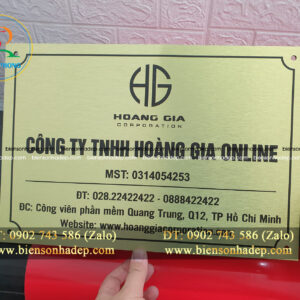 HG
HOANG GIA
CORPORATION
CÔNG TY TNHH HOÀNG GIA ONLINE
MST: 0314054253
ĐT: 028.22422422 - 0888422422
ĐC: Công viên phần mềm Quang Trung, Q12, TP Hồ Chí Minh
Website: www.hoanggiacorporation
ĐT: 0902 743 586 (Zalo)
ĐT: 0902 743 586 (Zalo)
www.biensonhadep.com
www.biensonhadep.com